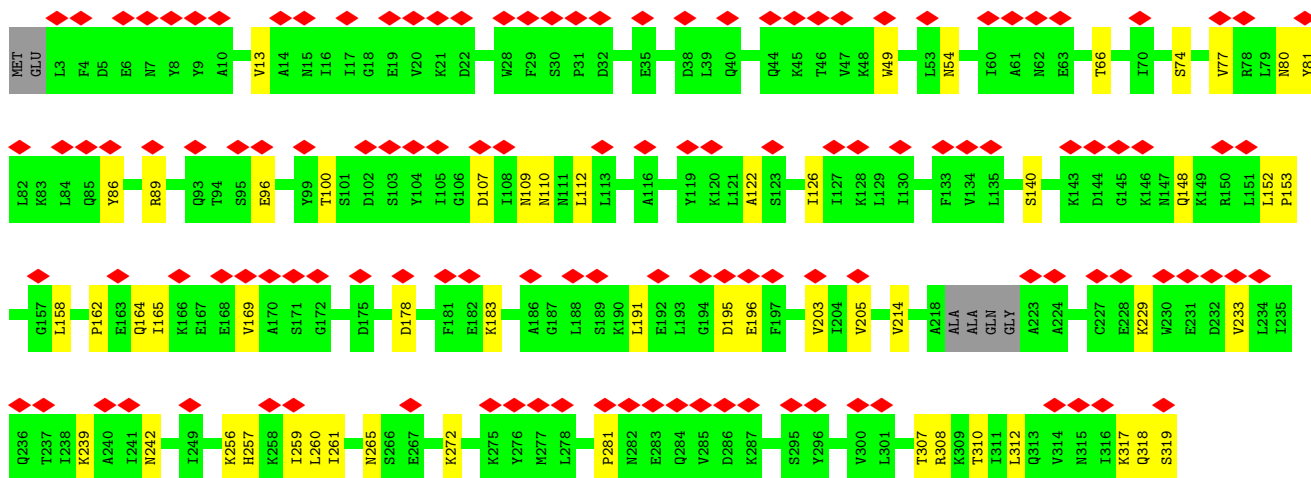 MET GLU L3 F4 D5 E6 N7 Y8 Y9 A10 V13 A14 N15 I16 I17 G18 E19 V20 K21 D22 W28 F29 S30 P31 D32 E35 D38 L39 Q40 Q44 K45 T46 V47 K48 W49 L53 N54 I60 A61 N62 E63 T66 I70 S74 V77 R78 L79 N80 Y81
L82 K83 L84 Q85 Y86 R89 Q93 T94 S95 E96 Y99 T100 S101 D102 S103 Y104 I105 G106 D107 I108 N109 N110 N111 L112 L113 A116 Y119 K120 L121 A122 S123 I126 I127 K128 L129 I130 F133 V134 L135 S140 K143 D144 G145 K146 N147 Q148 K149 R150 L151 L152 P153
G157 L158 P162 E163 Q164 I165 K166 E167 E168 V169 A170 S171 G172 D175 D178 F181 E182 K183 A186 G187 L188 S189 K190 L191 E192 L193 G194 D195 E196 F197 V203 I204 V205 V214 A218 ALA ALA GLN GLY A223 A224 C227 E228 K229 W230 E231 D232 V233 L234 I235
Q236 T237 I238 K239 A240 I241 N242 I249 K256 H257 K258 I259 L260 I261 N265 S266 E267 K272 K275 Y276 M277 L278 P281 N282 E283 Q284 V285 D286 K287 S295 Y296 V300 L301 T307 R308 K309 T310 I311 L312 Q313 V314 N315 I316 K317 Q318 S319